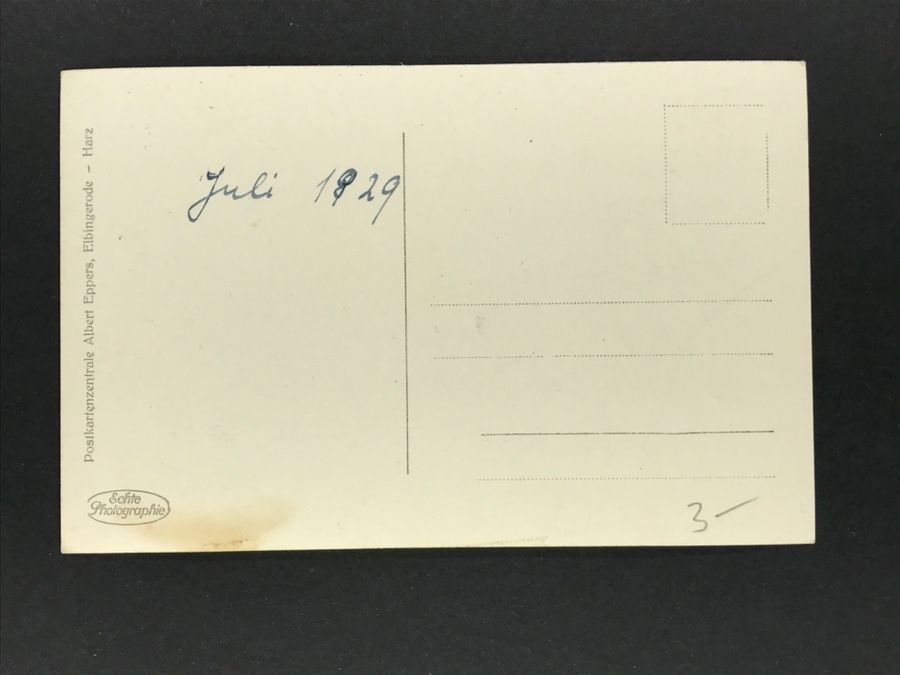 Postkartenzentrale Albert Eppers, Elbingerode – Harz
Juli 1929
Echte
Photographie
3–